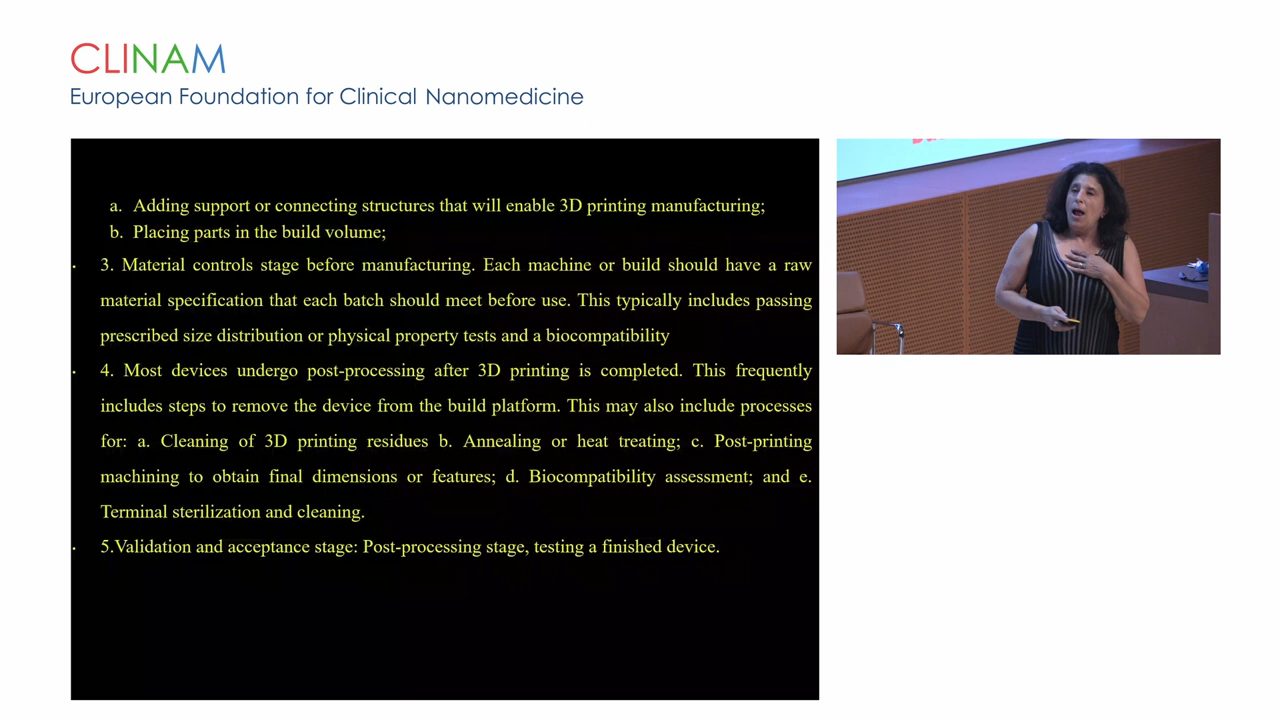 CLINAM
European Foundation for Clinical Nanomedicine
a. Adding support or connecting structures that will enable 3D printing manufacturing;
b. Placing parts in the build volume;
• 3. Material controls stage before manufacturing. Each machine or build should have a raw
material specification that each batch should meet before use. This typically includes passing
prescribed size distribution or physical property tests and a biocompatibility
• 4. Most devices undergo post-processing after 3D printing is completed. This frequently
includes steps to remove the device from the build platform. This may also include processes
for: a. Cleaning of 3D printing residues b. Annealing or heat treating; c. Post-printing
machining to obtain final dimensions or features; d. Biocompatibility assessment; and e.
Terminal sterilization and cleaning.
• 5.Validation and acceptance stage: Post-processing stage, testing a finished device.